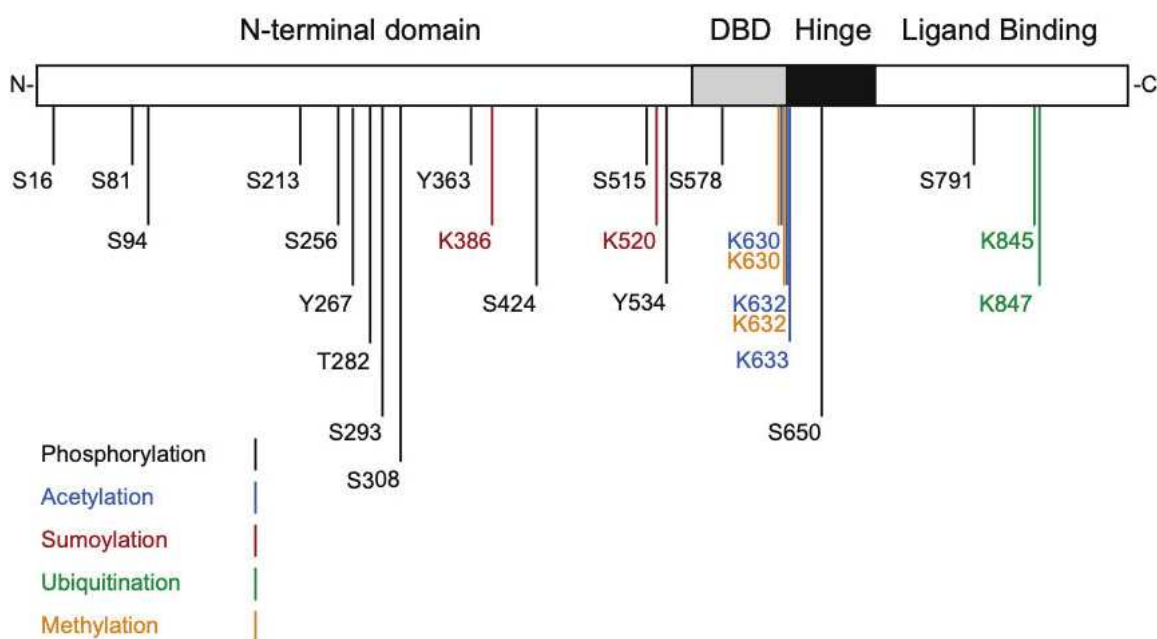 N-terminal domain DBD Hinge Ligand Binding
N- -C
S16 S81 S213 Y363 S515 S578 S791
S94 S256 K386 K520 K630 K845
K630
Y267 S424 Y534 K632 K847
K632
T282 K633
S293 S650
Phosphorylation
S308
Acetylation
Sumoylation
Ubiquitination
Methylation